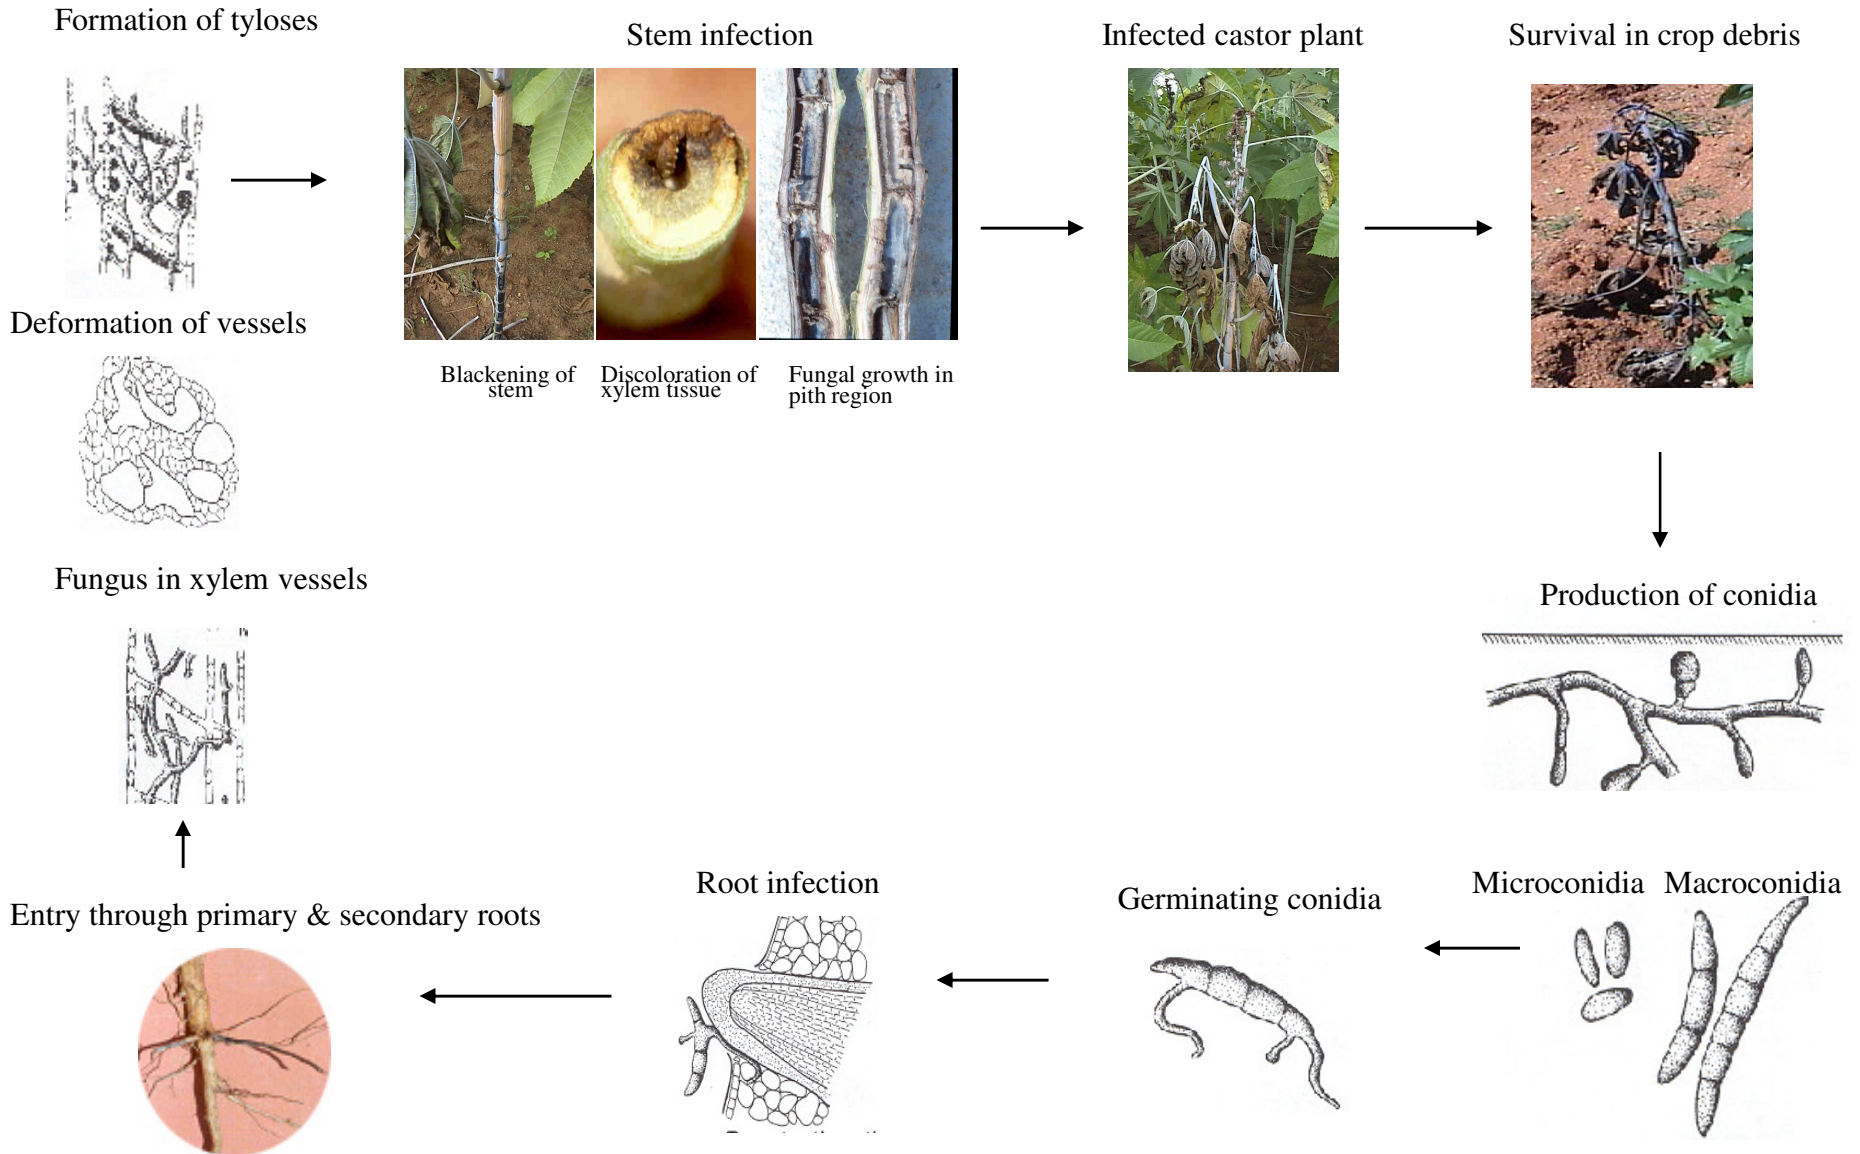 Formation of tyloses
Stem infection
Infected castor plant
Survival in crop debris
Deformation of vessels
Blackening of
stem
Discoloration of
xylem tissue
Fungal growth in
pith region
Fungus in xylem vessels
Production of conidia
Root infection
Germinating conidia
Microconidia
Macroconidia
Entry through primary & secondary roots